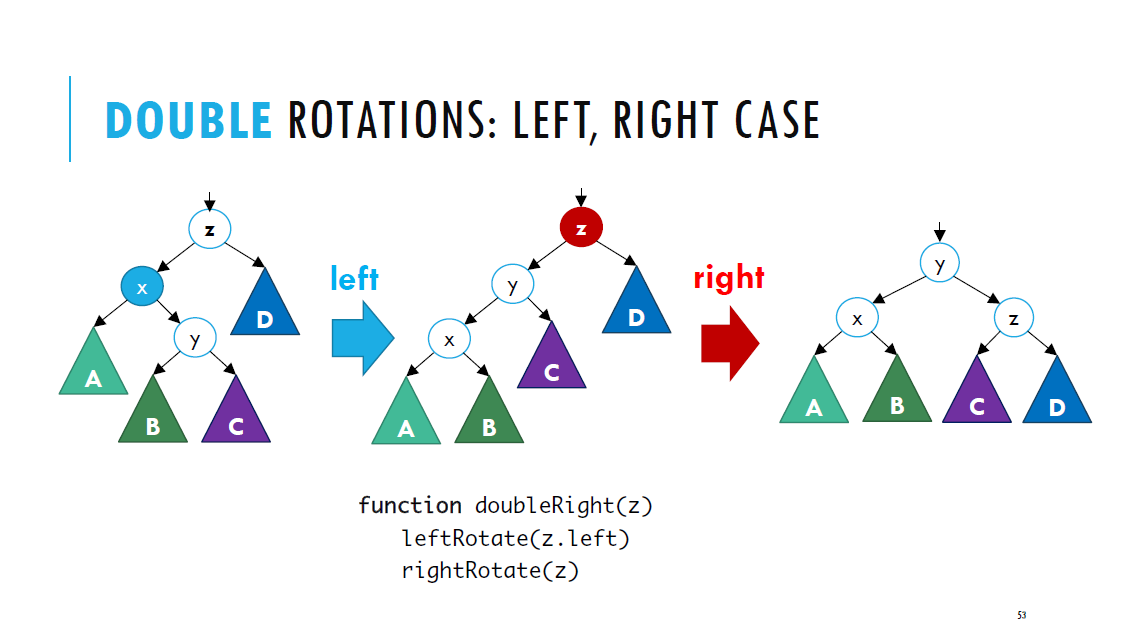 DOUBLE ROTATIONS: LEFT, RIGHT CASE
z
x
y
A
B
C
D
left
z
y
x
A
B
C
D
right
y
x
z
A
B
C
D
function doubleRight(z)
leftRotate(z.left)
rightRotate(z)
53